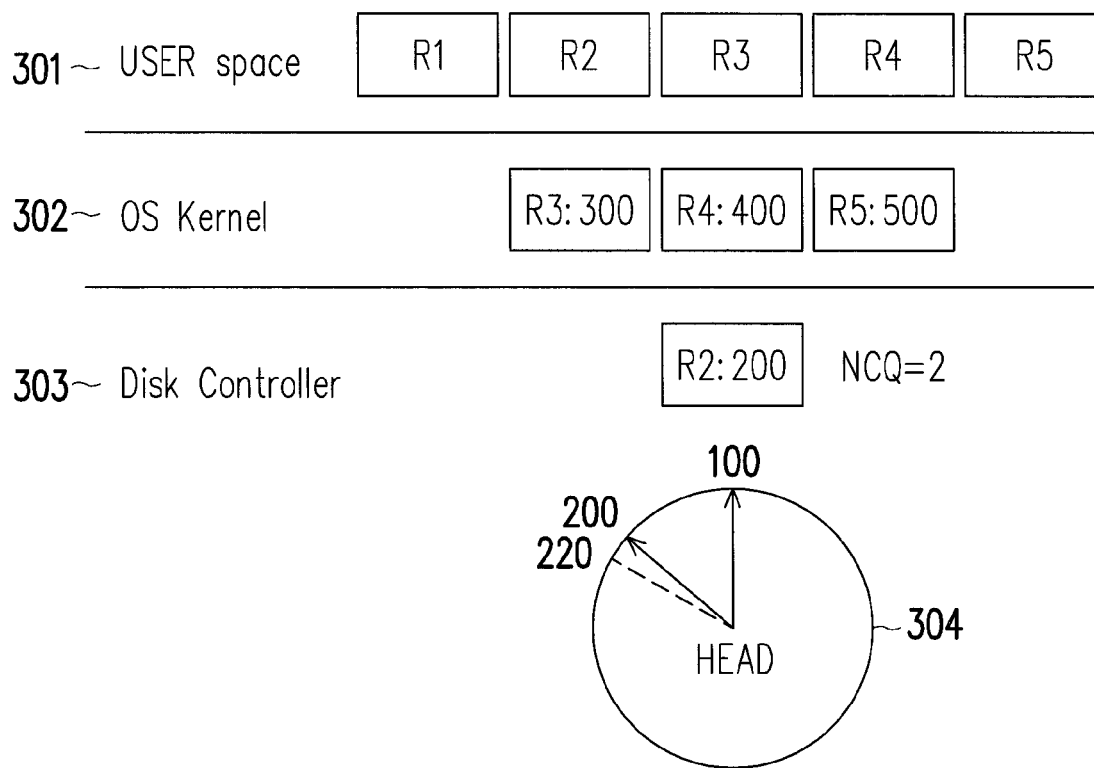 301 USER space R1 R2 R3 R4 R5
302 OS Kernel R3:300 R4:400 R5:500
303 Disk Controller R2:200 NCQ=2
100
200
220
304
HEAD